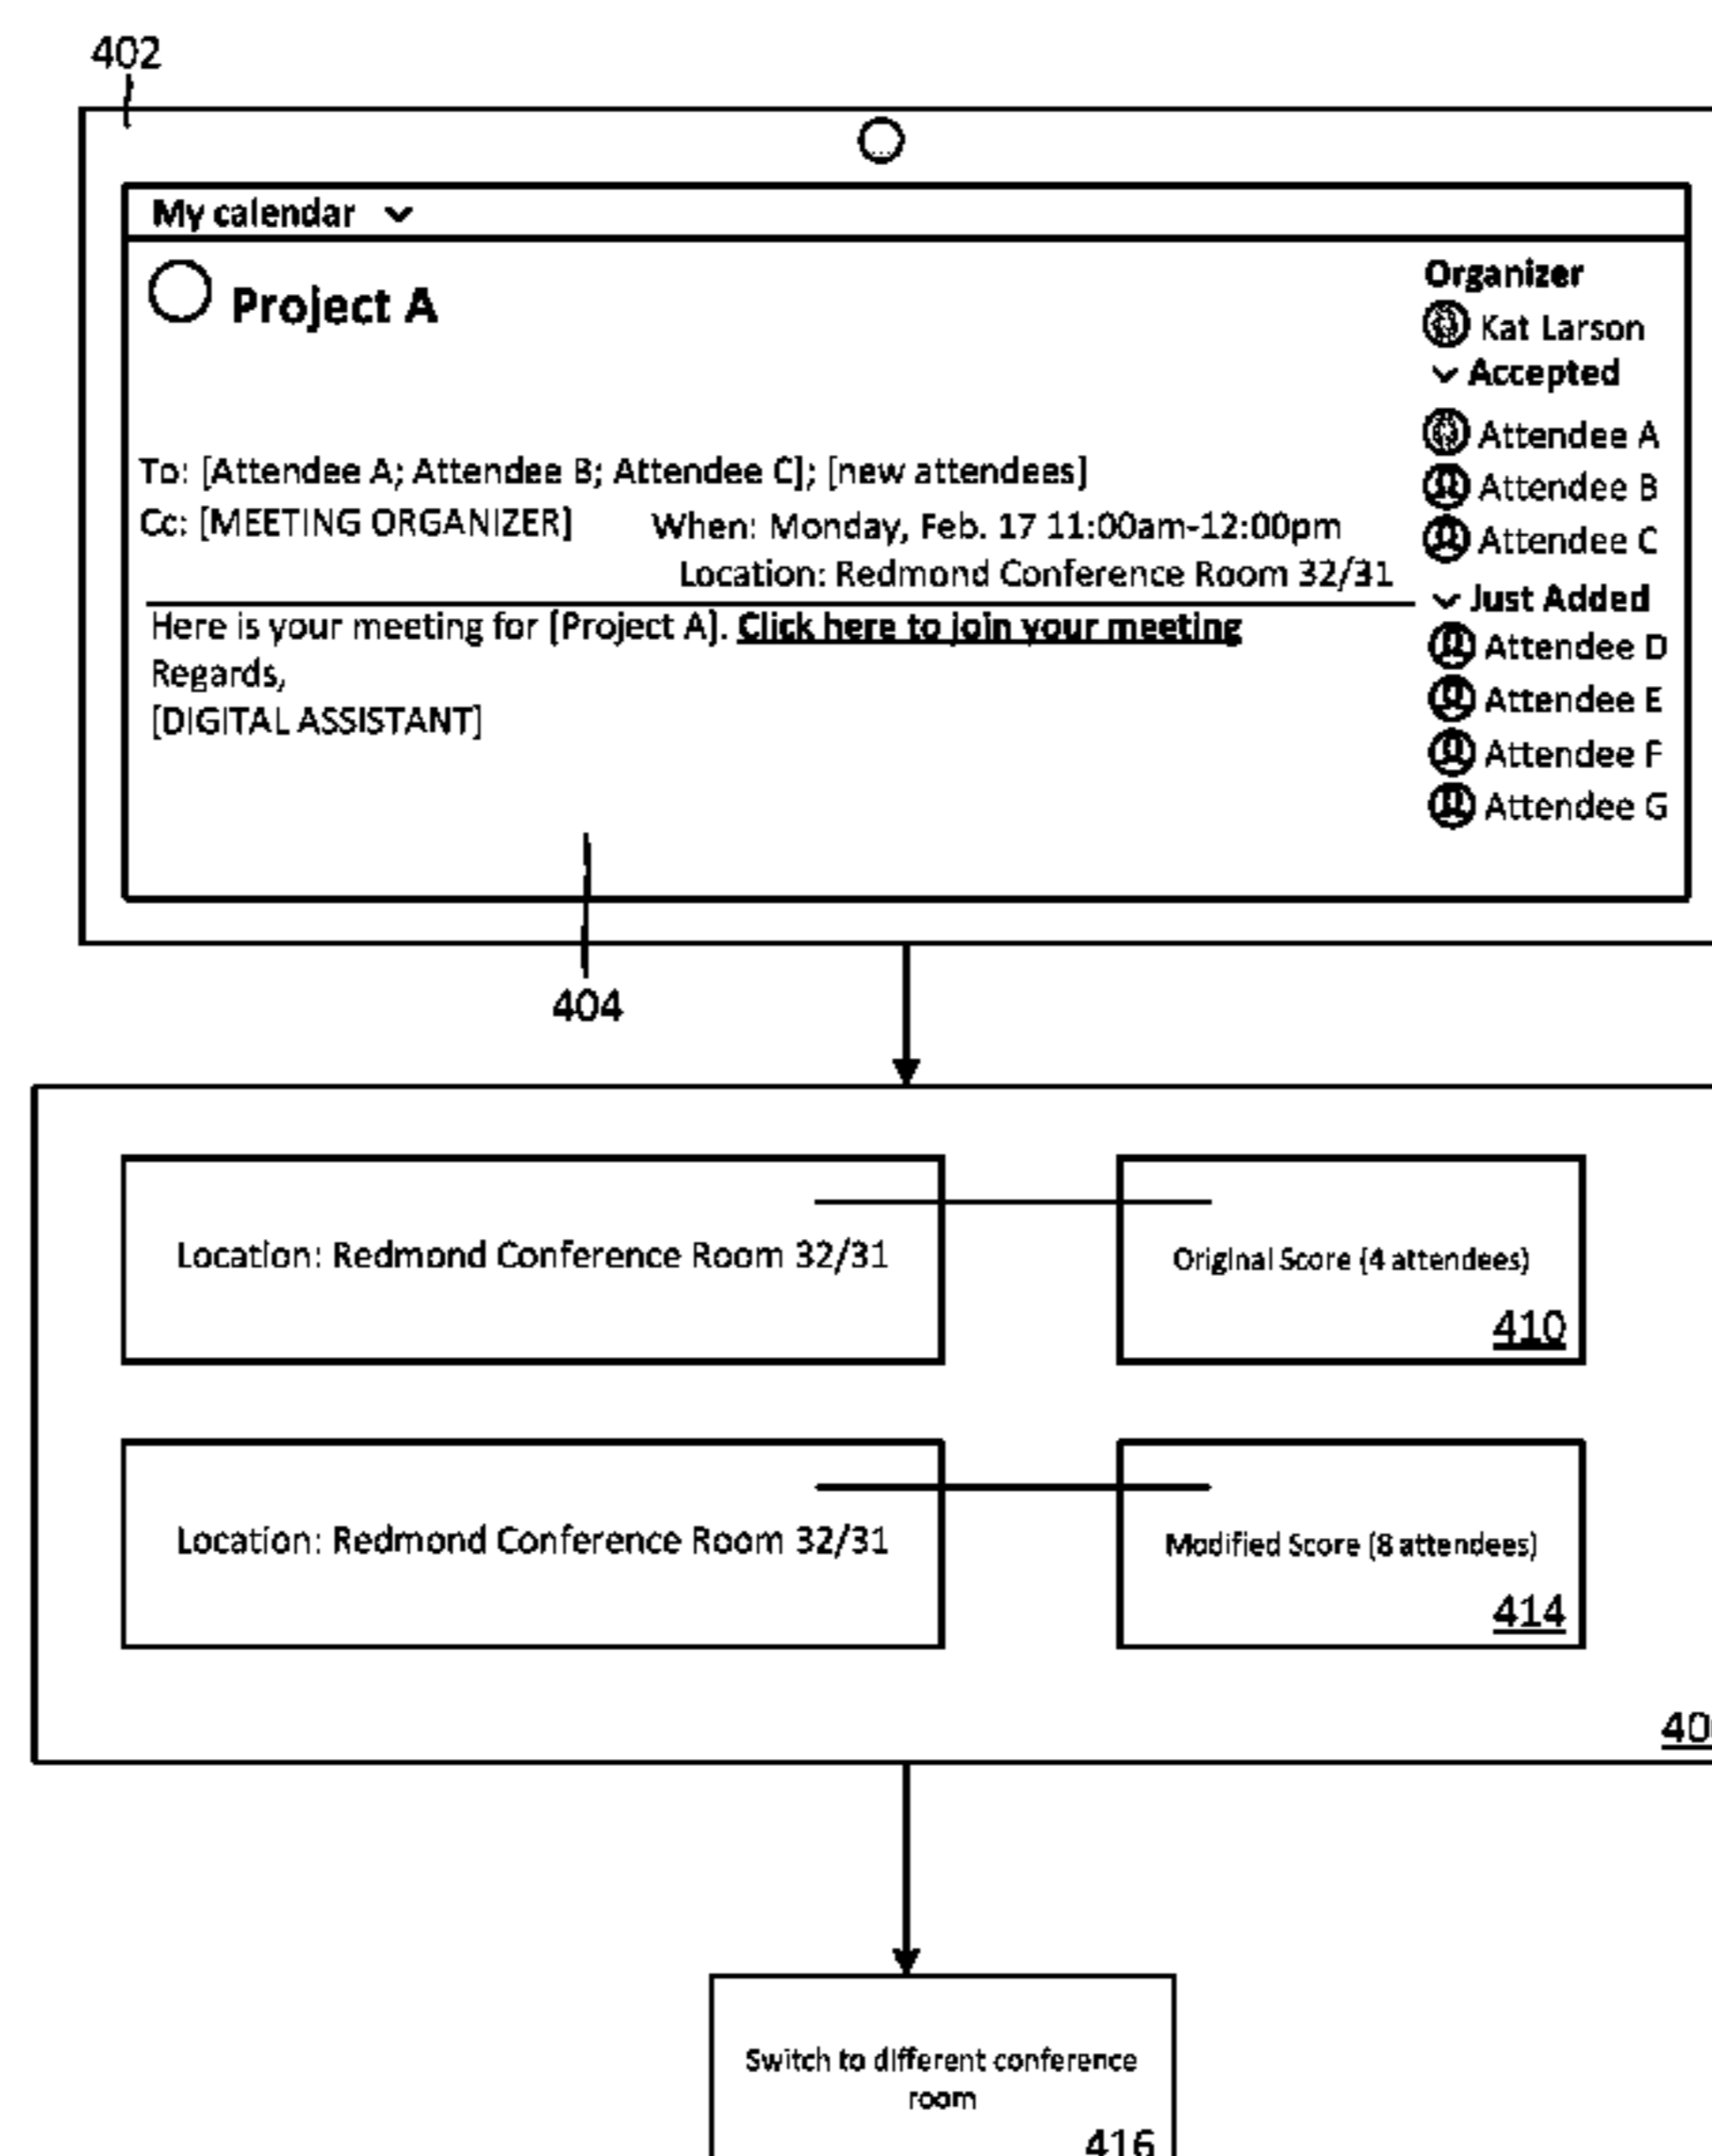 402
My calendar
Project A
To: [Attendee A; Attendee B; Attendee C]; [new attendees]
Cc: [MEETING ORGANIZER]
When: Monday, Feb. 17 11:00am-12:00pm
Location: Redmond Conference Room 32/31
Here is your meeting for [Project A]. Click here to join your meeting
Regards,
[DIGITAL ASSISTANT]
Organizer
Kat Larson
Accepted
Attendee A
Attendee B
Attendee C
Just Added
Attendee D
Attendee E
Attendee F
Attendee G
404
Location: Redmond Conference Room 32/31
Original Score (4 attendees)
410
Location: Redmond Conference Room 32/31
Modified Score (8 attendees)
414
Switch to different conference
room
416